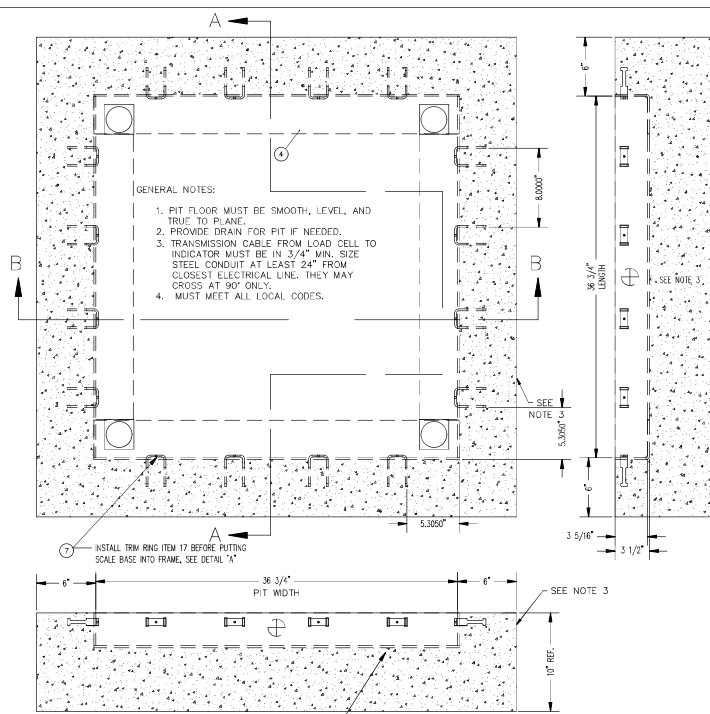 A
6"
4
8.0000"
GENERAL NOTES:
1. PIT FLOOR MUST BE SMOOTH, LEVEL, AND
TRUE TO PLANE.
2. PROVIDE DRAIN FOR PIT IF NEEDED.
3. TRANSMISSION CABLE FROM LOAD CELL TO
INDICATOR MUST BE IN 3/4" MIN. SIZE
STEEL CONDUIT AT LEAST 24" FROM
CLOSEST ELECTRICAL LINE. THEY MAY
CROSS AT 90° ONLY.
4. MUST MEET ALL LOCAL CODES.
B
B
36 3/4"
LENGTH
SEE NOTE 3
SEE
NOTE 3
5.3050"
6"
5.3050"
A
7
INSTALL TRIM RING ITEM 17 BEFORE PUTTING
SCALE BASE INTO FRAME, SEE DETAIL "A"
3 5/16"
3 1/2"
6"
36 3/4"
PIT WIDTH
6"
SEE NOTE 3
10" REF.